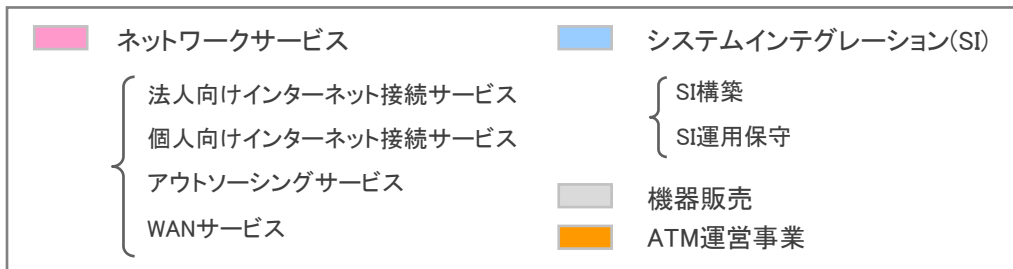 ネットワークサービス
法人向けインターネット接続サービス
個人向けインターネット接続サービス
アウトソーシングサービス
WANサービス
システムインテグレーション(SI)
SI構築
SI運用保守
機器販売
ATM運営事業